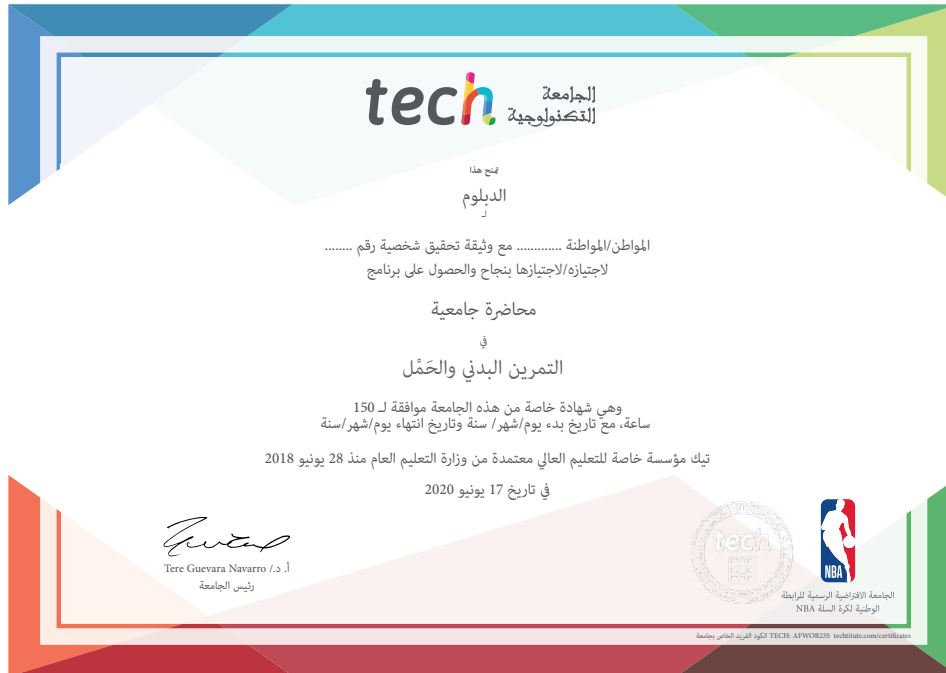 tech الجامعة التكنولوجية
تمنح هذا
الدبلوم
لـ
المواطن/المواطنة ............. مع وثيقة تحقيق شخصية رقم ........
لاجتيازه/لاجتيازها بنجاح والحصول على برنامج
محاضرة جامعية
في
التمرين البدني والحَمْل
وهي شهادة خاصة من هذه الجامعة موافقة لـ 150
ساعة، مع تاريخ بدء يوم/شهر/ سنة وتاريخ انتهاء يوم/شهر/سنة
تيك مؤسسة خاصة للتعليم العالي معتمدة من وزارة التعليم العام منذ 28 يونيو 2018
في تاريخ 17 يونيو 2020
أ. د./ Tere Guevara Navarro
رئيس الجامعة
tech
NBA
الجامعة الافتراضية الرسمية للرابطة
الوطنية لكرة السلة NBA
الكود الفريد الخاص بجامعة TECH: AFWOR23S techtitute.com/certificates